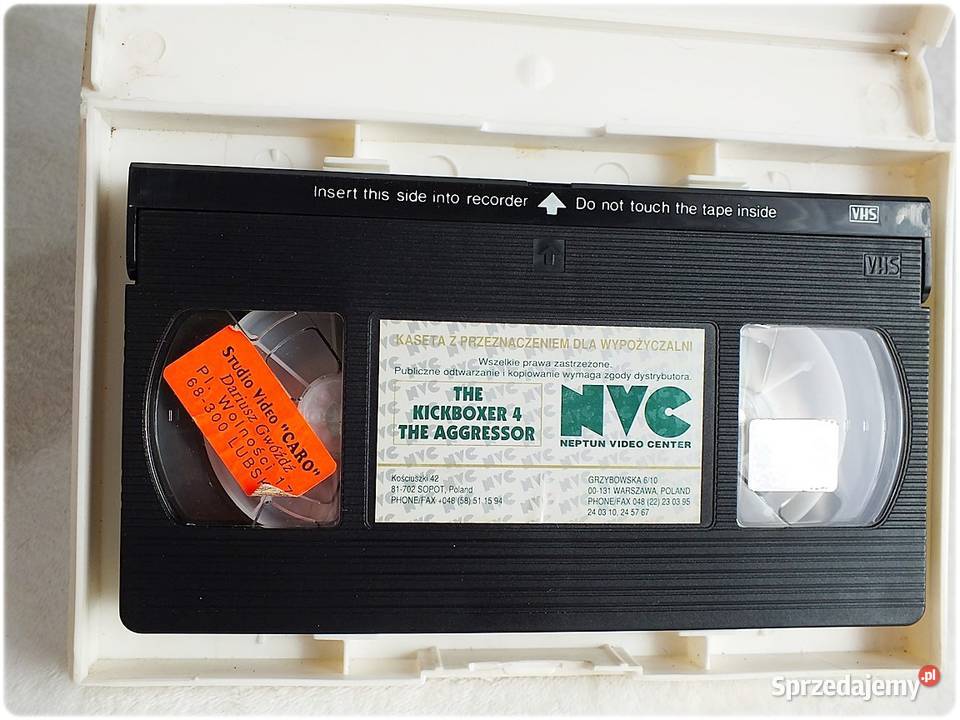 Insert this side into recorder Do not touch the tape inside VHS
VHS
Studio Video "CARO"
Dariusz Gwóźdź
Pl. Wolności 17
68-300 LUBSK
KASETA Z PRZEZNACZENIEM DLA WYPOŻYCZALNI
Wszelkie prawa zastrzeżone.
Publiczne odtwarzanie i kopiowanie wymaga zgody dystrybutora.
THE
KICKBOXER 4
THE AGGRESSOR
NVC
NEPTUN VIDEO CENTER
Kościuszki 42
81-702 SOPOT, Poland
PHONE/FAX +048 (58) 51.15 94
GRZYBOWSKA 6/10
00-131 WARSZAWA, POLAND
PHONE/FAX 048 (22) 23 03 95
24 03 10, 24 57 67
Sprzedajemy.pl